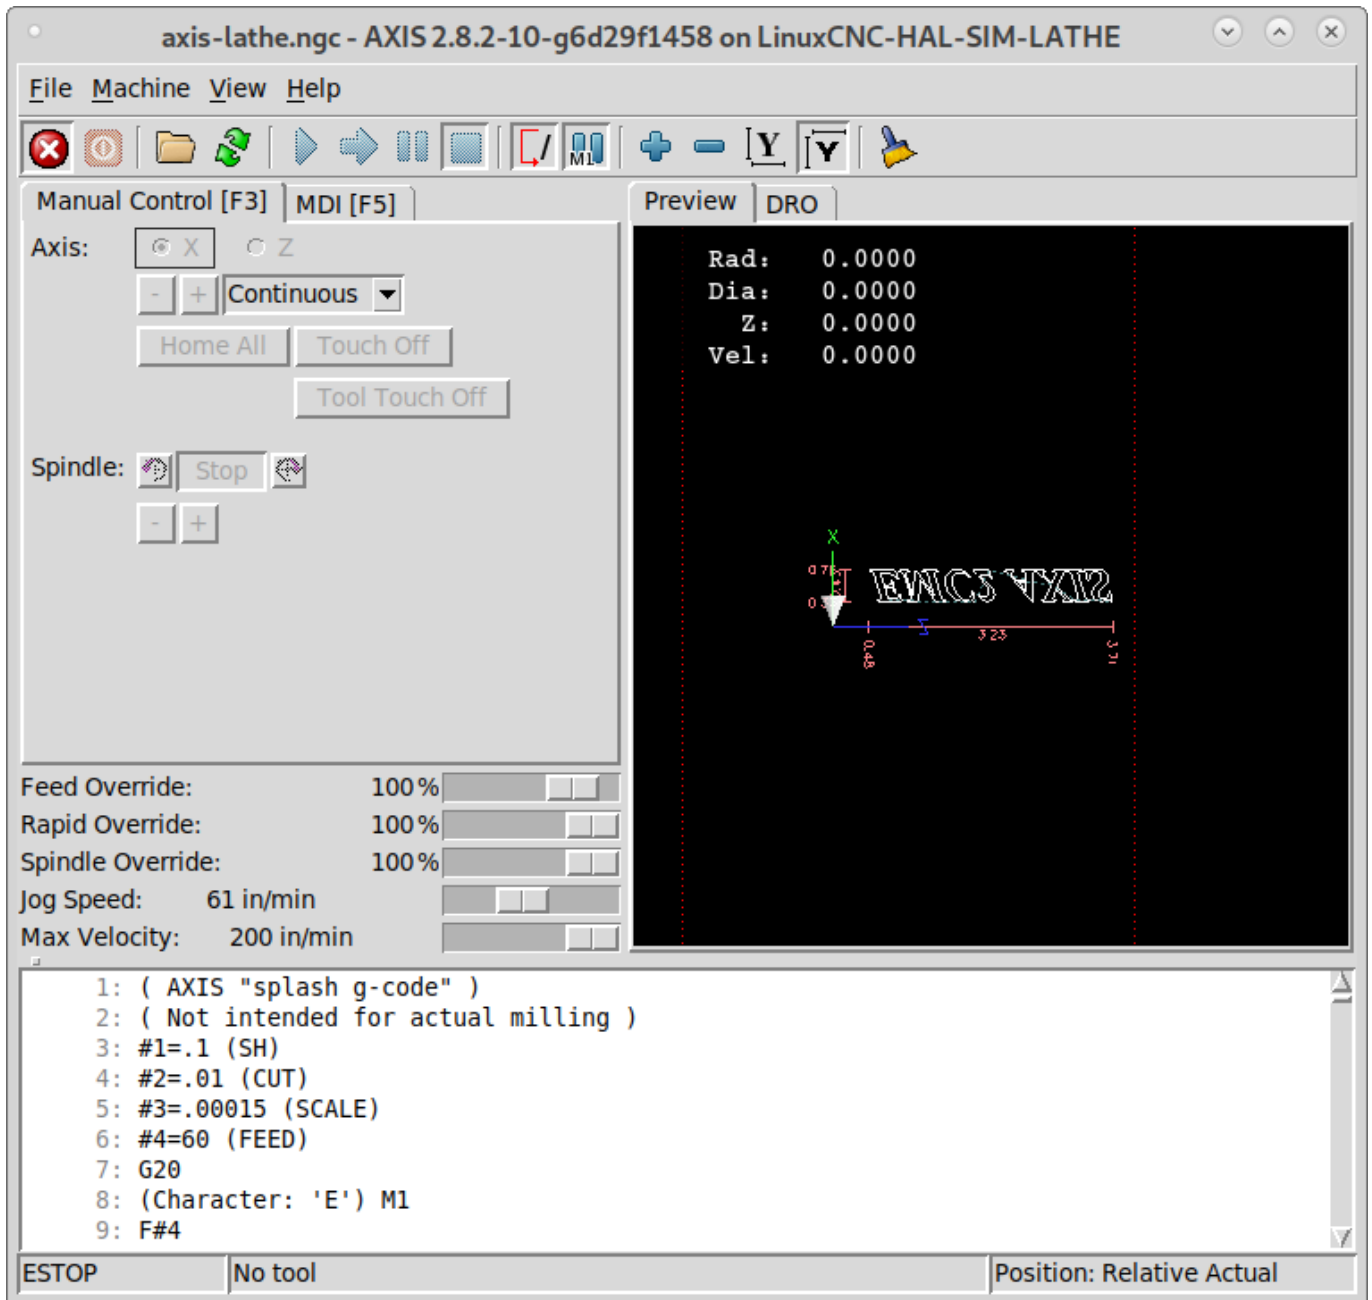 axis-lathe.ngc - AXIS 2.8.2-10-g6d29f1458 on LinuxCNC-HAL-SIM-LATHE
File Machine View Help
M1 Y Y
Manual Control [F3] MDI [F5]
Axis: X Z
- + Continuous
Home All Touch Off
Tool Touch Off
Spindle: Stop
- +
Feed Override: 100 %
Rapid Override: 100 %
Spindle Override: 100 %
Jog Speed: 61 in/min
Max Velocity: 200 in/min
Preview DRO
Rad: 0.0000
Dia: 0.0000
Z: 0.0000
Vel: 0.0000
X
EMC2 AXIS
Z 3.23
0.48 3.71
1: ( AXIS "splash g-code" )
2: ( Not intended for actual milling )
3: #1=.1 (SH)
4: #2=.01 (CUT)
5: #3=.00015 (SCALE)
6: #4=60 (FEED)
7: G20
8: (Character: 'E') M1
9: F#4
ESTOP No tool Position: Relative Actual